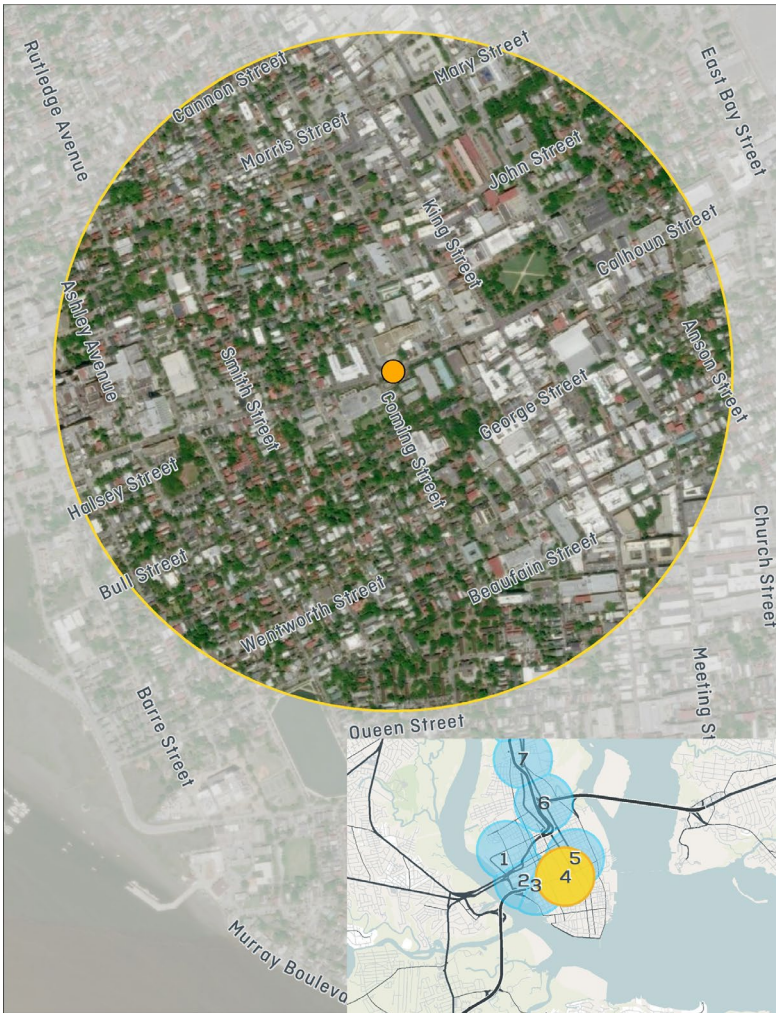 Rutledge Avenue
Cannon Street
Mary Street
East Bay Street
Morris Street
John Street
King Street
Calhoun Street
Ashley Avenue
Smith Street
Coming Street
George Street
Anson Street
Halsey Street
Bull Street
Wentworth Street
Beaufain Street
Church Street
Barre Street
Meeting St
Queen Street
Murray Bouleva
7
6
1
5
2
3
4